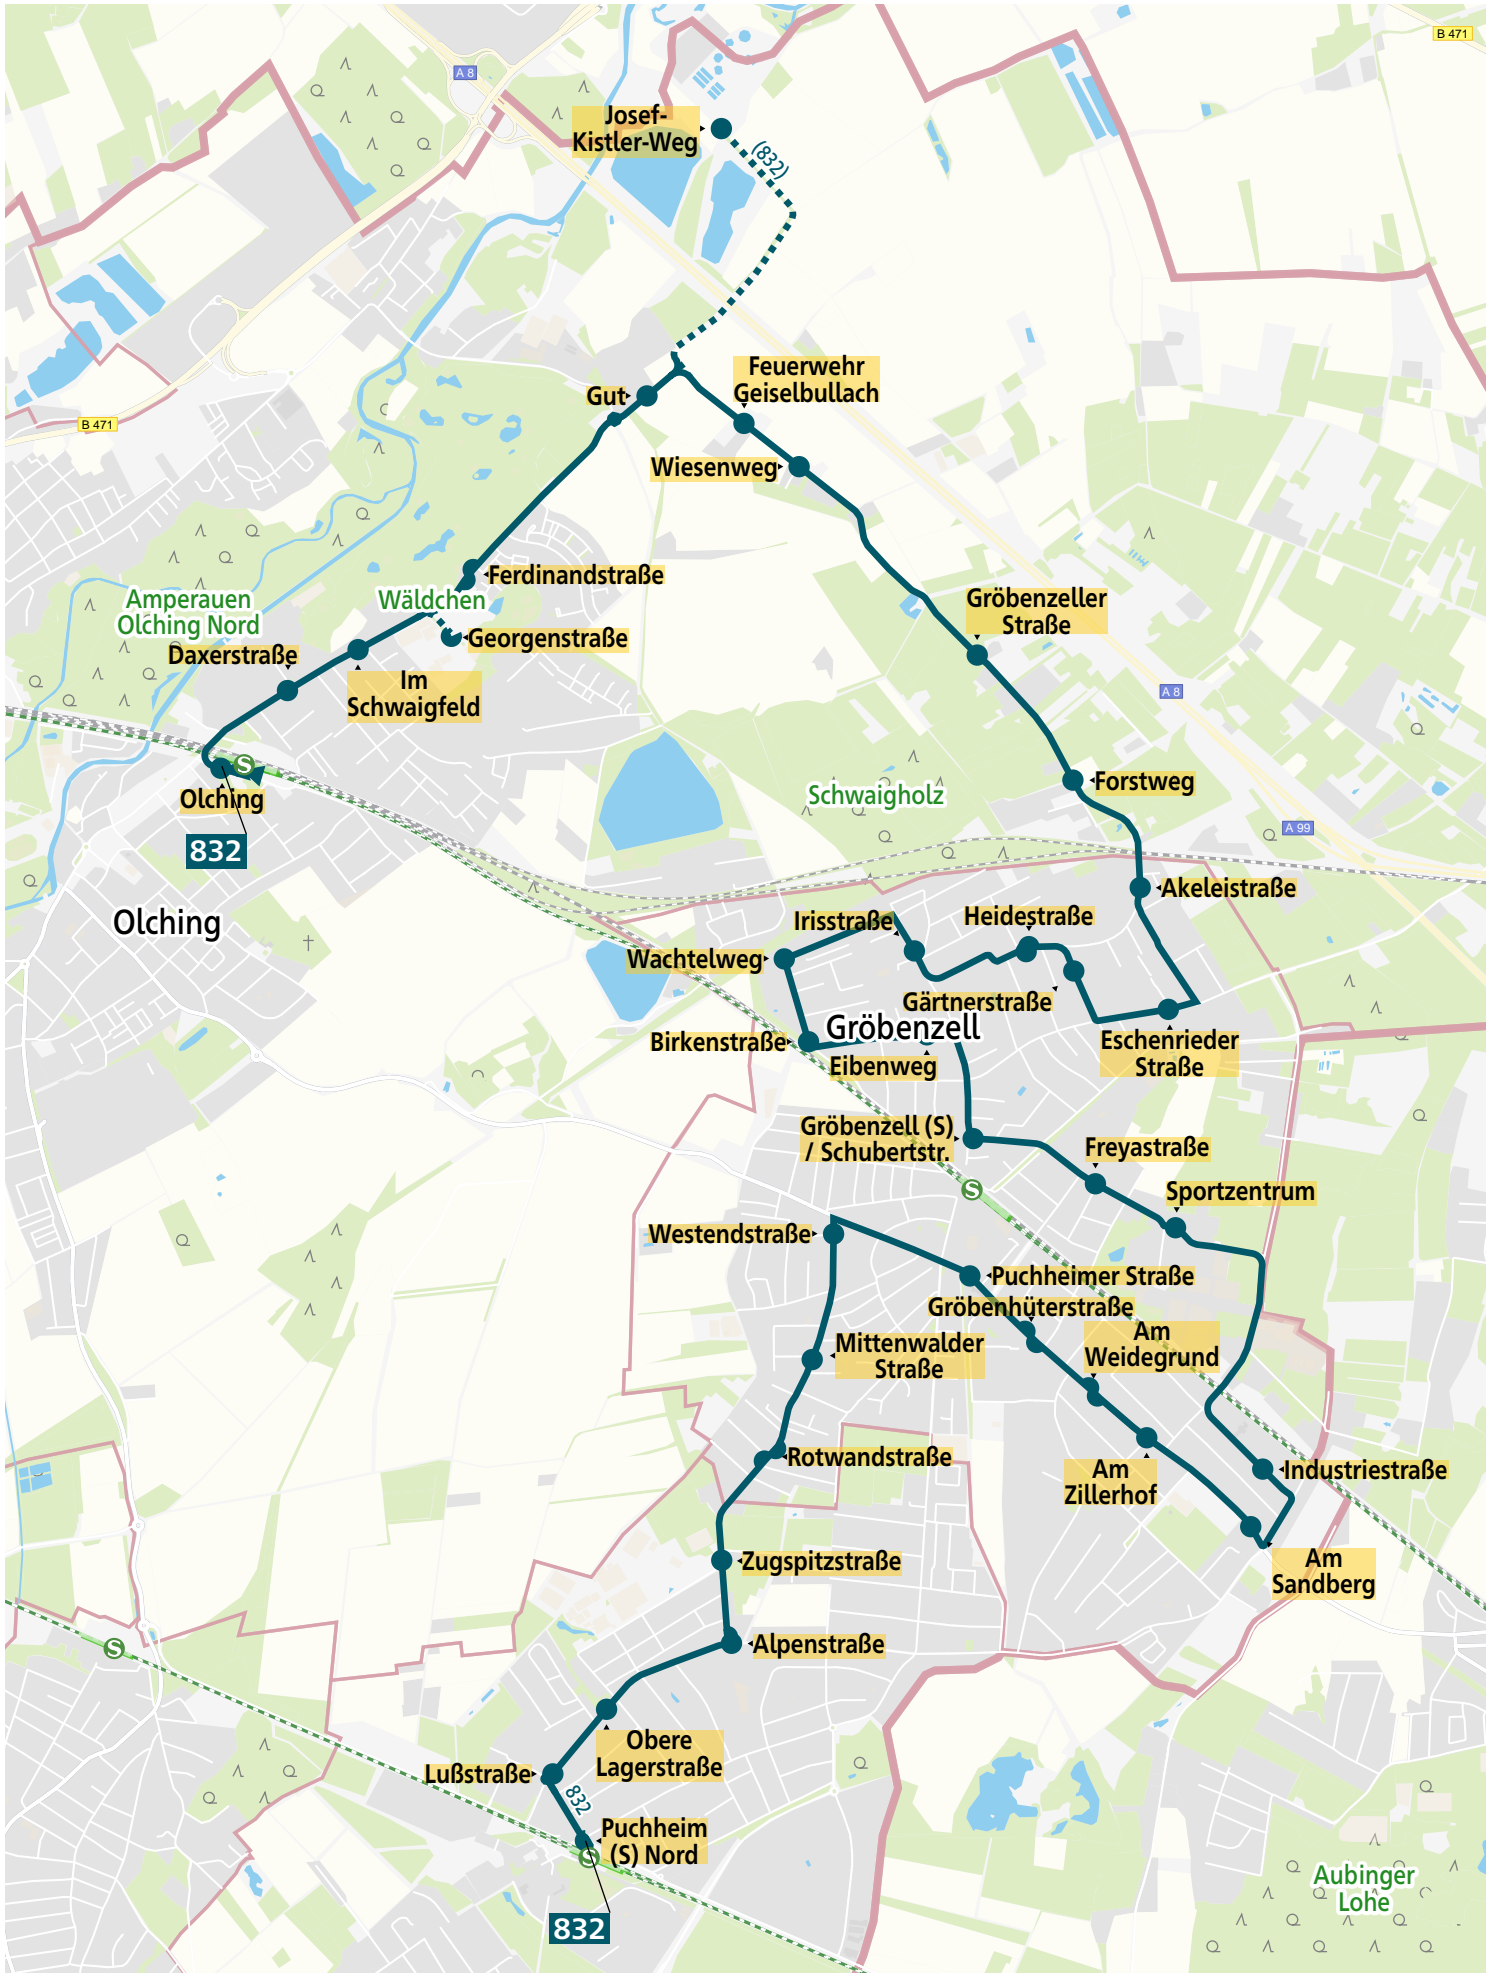 B 471
A 8
Josef-
Kistler-Weg
(832)
Feuerwehr
Geiselbullach
Gut
B 471
Wiesenweg
Ferdinandstraße
Amperauen
Olching Nord
Wäldchen
Gröbenzeller
Straße
Georgenstraße
Daxerstraße
Im
Schwaigfeld
A 8
S
Olching
Schwaigholz
Forstweg
A 99
832
Akeleistraße
Olching
Irisstraße
Heidestraße
Wachtelweg
Gärtnerstraße
Gröbenzell
Birkenstraße
Eschenrieder
Straße
Eibenweg
Gröbenzell (S)
/ Schubertstr.
Freyastraße
S
Sportzentrum
Westendstraße
Puchheimer Straße
Gröbenhüterstraße
Am
Weidegrund
Mittenwalder
Straße
Rotwandstraße
Am
Zillerhof
Industriestraße
Zugspitzstraße
Am
Sandberg
S
Alpenstraße
Obere
Lagerstraße
Lußstraße
832
Puchheim
(S) Nord
S
Aubinger
Lohe
832